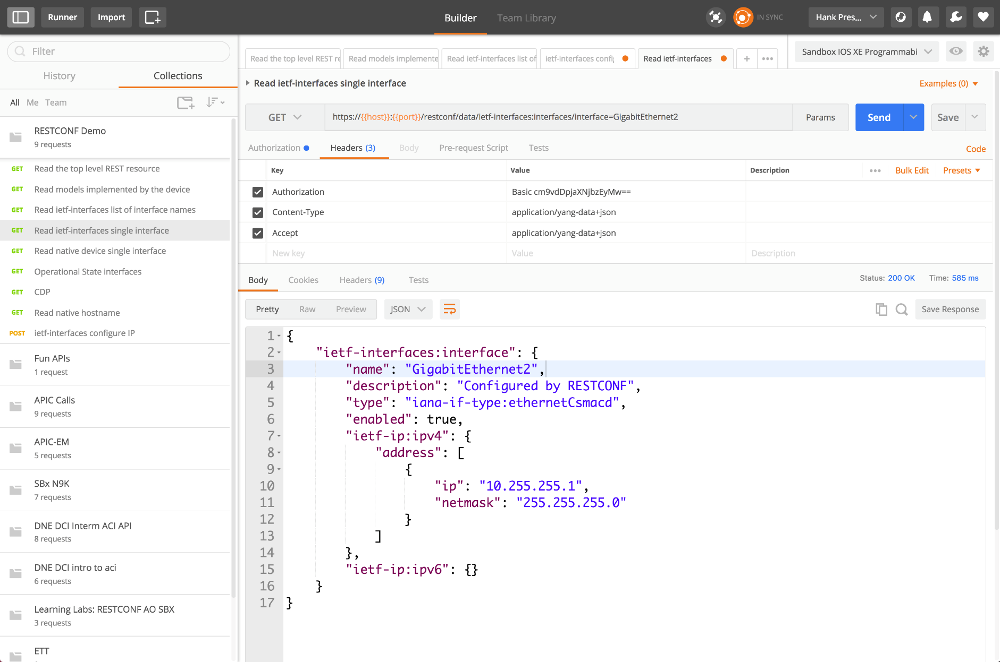 Runner Import Builder Team Library IN SYNC Hank Pres...
Filter
History Collections
All Me Team
RESTCONF Demo
9 requests
GET Read the top level REST resource
GET Read models implemented by the device
GET Read ietf-interfaces list of interface names
GET Read ietf-interfaces single interface
GET Read native device single interface
GET Operational State interfaces
GET CDP
GET Read native hostname
POST ietf-interfaces configure IP
Fun APIs
1 request
APIC Calls
9 requests
APIC-EM
5 requests
SBx N9K
7 requests
DNE DCI Interm ACI API
8 requests
DNE DCI intro to aci
6 requests
Learning Labs: RESTCONF AO SBX
3 requests
ETT
Read the top level REST re Read models implemente Read ietf-interfaces list of ietf-interfaces config Read ietf-interfaces + ••• Sandbox IOS XE Programmabi
Read ietf-interfaces single interface Examples (0)
GET https://{{host}}:{{port}}/restconf/data/ietf-interfaces:interfaces/interface=GigabitEthernet2 Params Send Save
Authorization Headers (3) Body Pre-request Script Tests Code
Key Value Description ••• Bulk Edit Presets
Authorization Basic cm9vdDpjaXNjbzEyMw==
Content-Type application/yang-data+json
Accept application/yang-data+json
New key Value Description
Body Cookies Headers (9) Tests Status: 200 OK Time: 585 ms
Pretty Raw Preview JSON Save Response
1 {
2 "ietf-interfaces:interface": {
3 "name": "GigabitEthernet2",
4 "description": "Configured by RESTCONF",
5 "type": "iana-if-type:ethernetCsmacd",
6 "enabled": true,
7 "ietf-ip:ipv4": {
8 "address": [
9 {
10 "ip": "10.255.255.1",
11 "netmask": "255.255.255.0"
12 }
13 ]
14 },
15 "ietf-ip:ipv6": {}
16 }
17 }